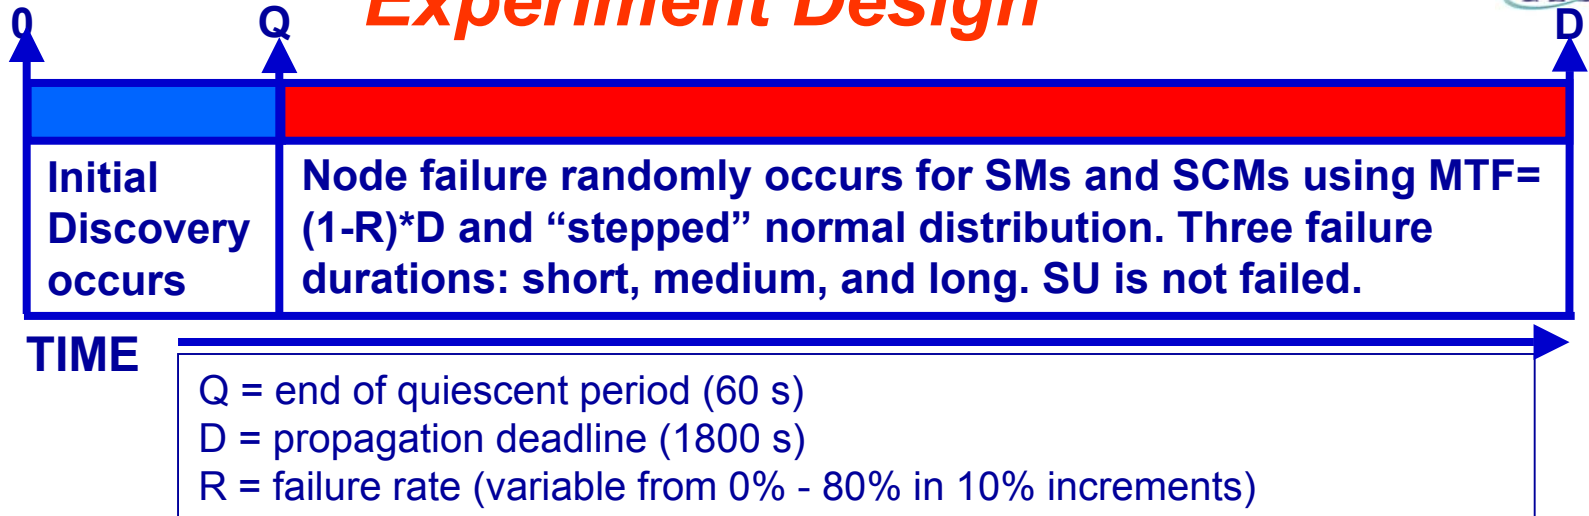 Experiment Design
0 Q D
Initial
Discovery
occurs
Node failure randomly occurs for SMs and SCMs using MTF=
(1-R)*D and “stepped” normal distribution. Three failure
durations: short, medium, and long. SU is not failed.
TIME
Q = end of quiescent period (60 s)
D = propagation deadline (1800 s)
R = failure rate (variable from 0% - 80% in 10% increments)